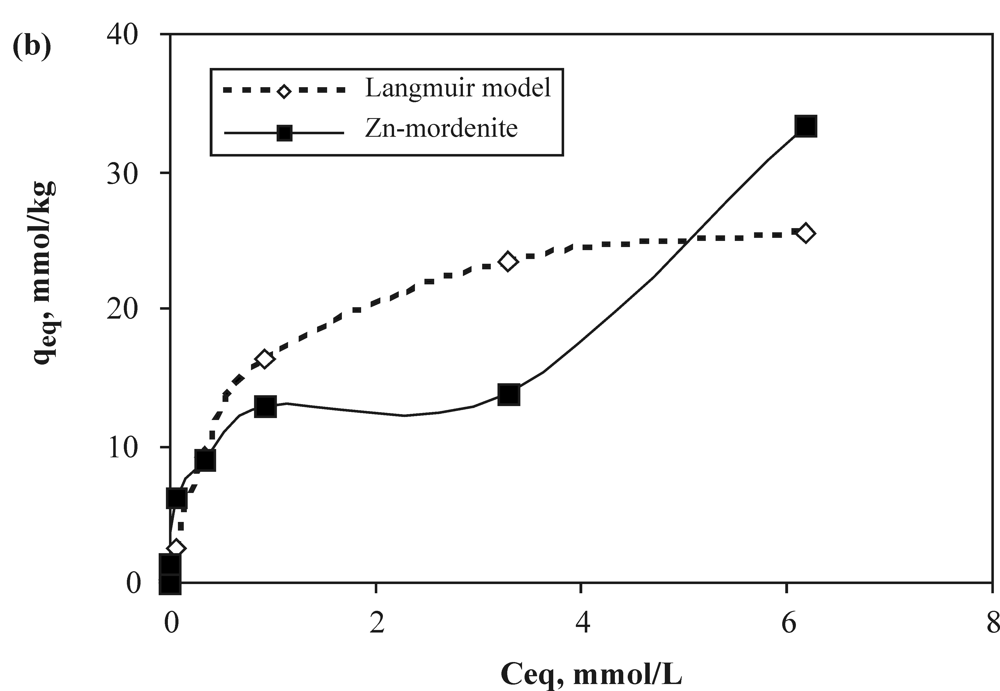 (b)
40
30
20
10
0
qeq, mmol/kg
Langmuir model
Zn-mordenite
0 2 4 6 8
Ceq, mmol/L